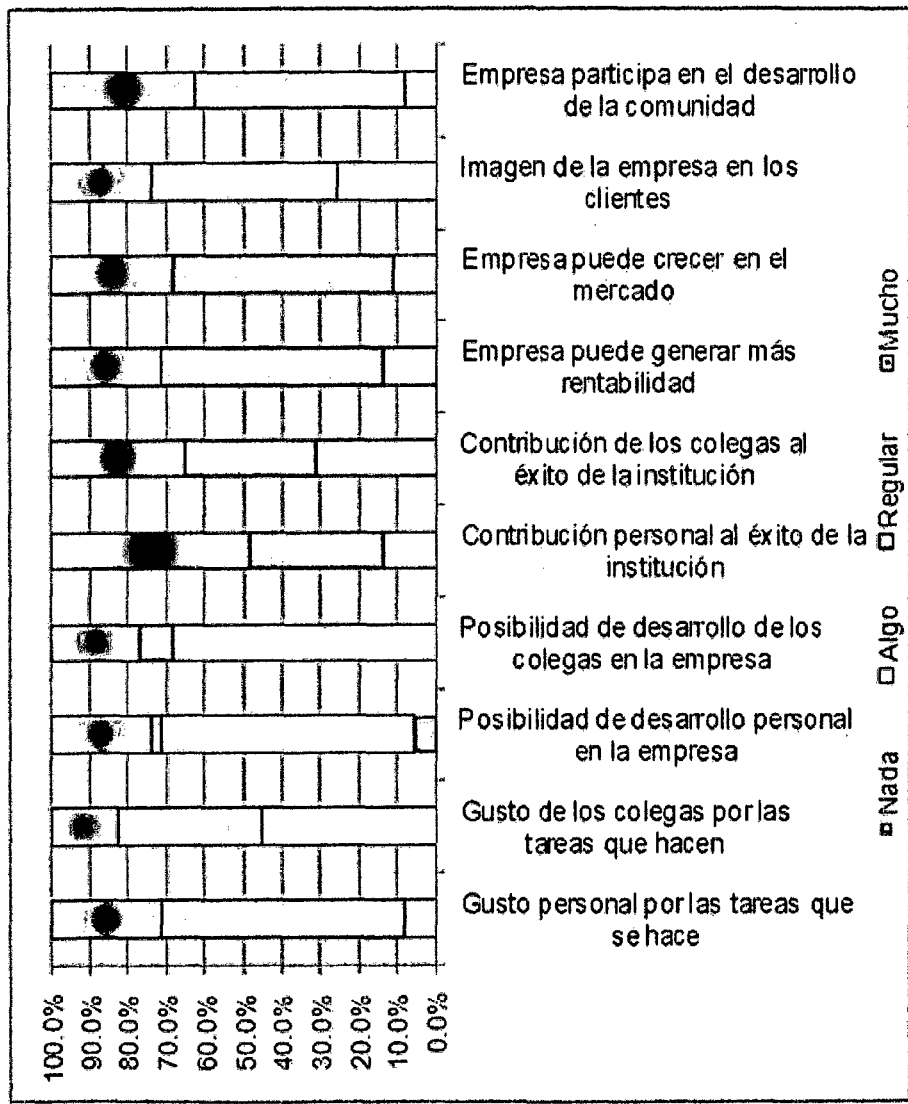 Empresa participa en el desarrollo
de la comunidad
Imagen de la empresa en los
clientes
Empresa puede crecer en el
mercado
Empresa puede generar más
rentabilidad
Contribución de los colegas al
éxito de la institución
Contribución personal al éxito de la
institución
Posibilidad de desarrollo de los
colegas en la empresa
Posibilidad de desarrollo personal
en la empresa
Gusto de los colegas por las
tareas que hacen
Gusto personal por las tareas que
se hace
100.0%
90.0%
80.0%
70.0%
60.0%
50.0%
40.0%
30.0%
20.0%
10.0%
0.0%
Nada
Algo
Regular
Mucho